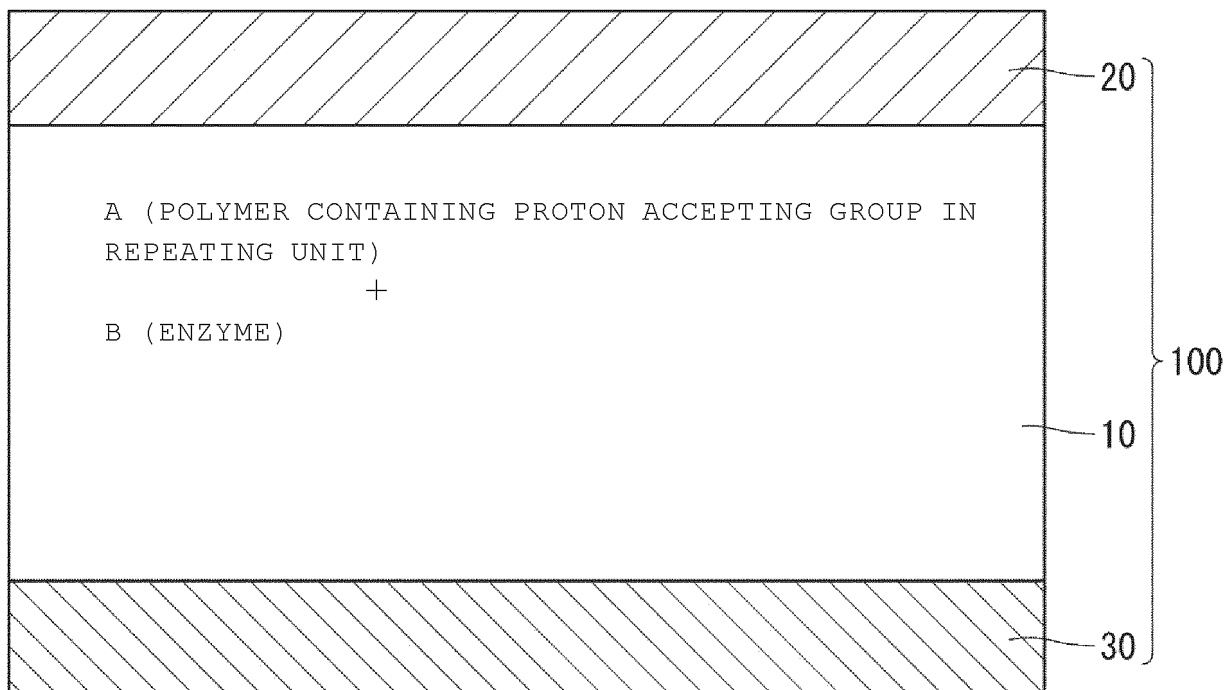 20
A (POLYMER CONTAINING PROTON ACCEPTING GROUP IN
REPEATING UNIT)
+
B (ENZYME)
100
10
30